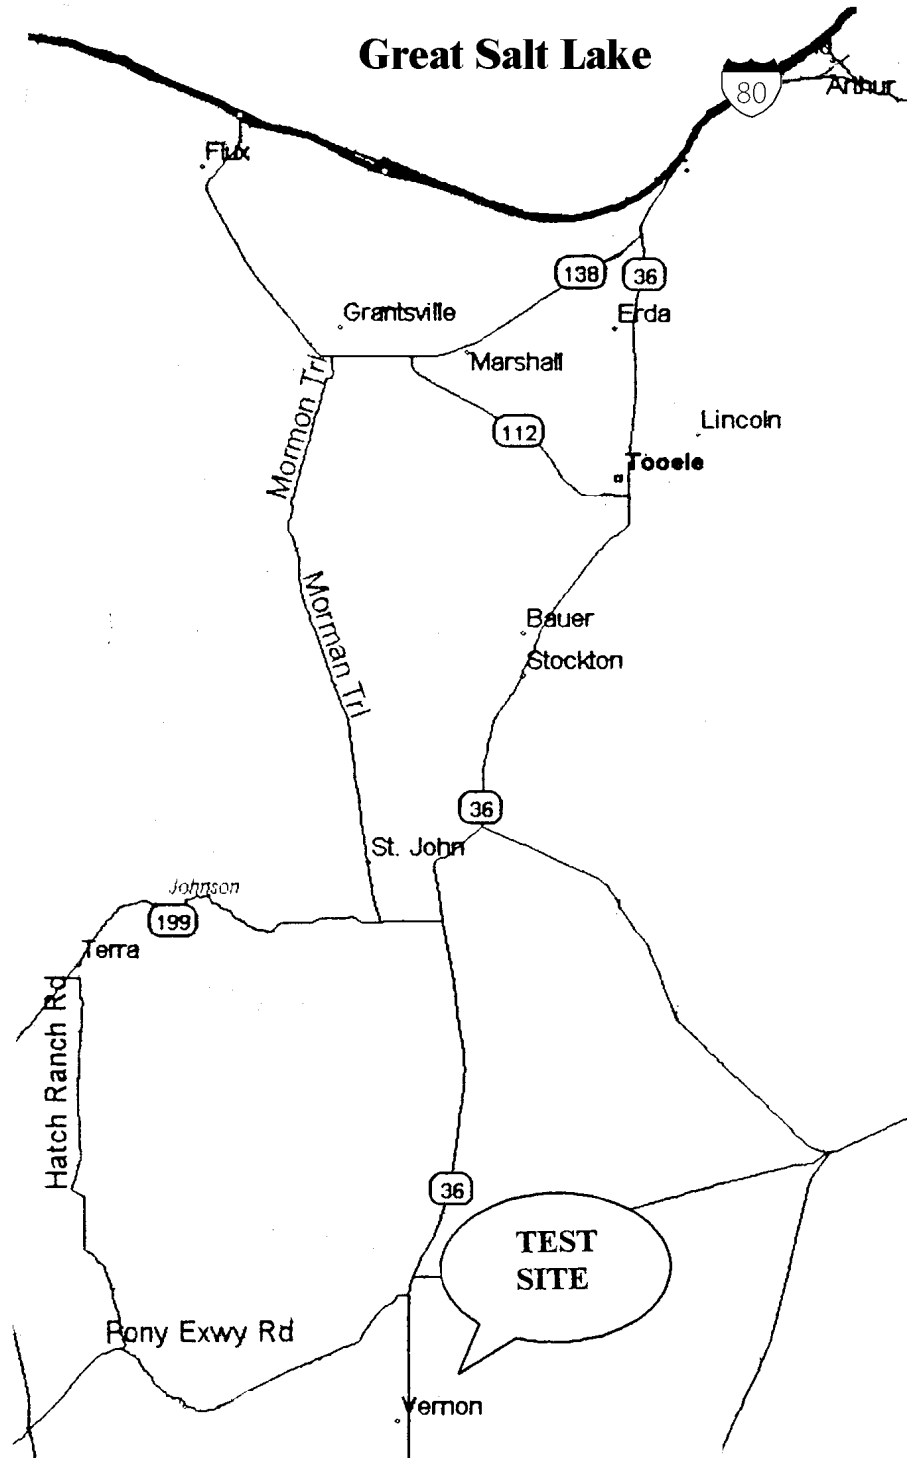 Great Salt Lake
80
Arthur
Flux
138
36
Grantsville
Erda
Marshall
Mormon Trl
112
Lincoln
Tooele
Morman Trl
Bauer
Stockton
36
St. John
Johnson
199
Terra
Hatch Ranch Rd
36
TEST
SITE
Pony Exwy Rd
Vernon